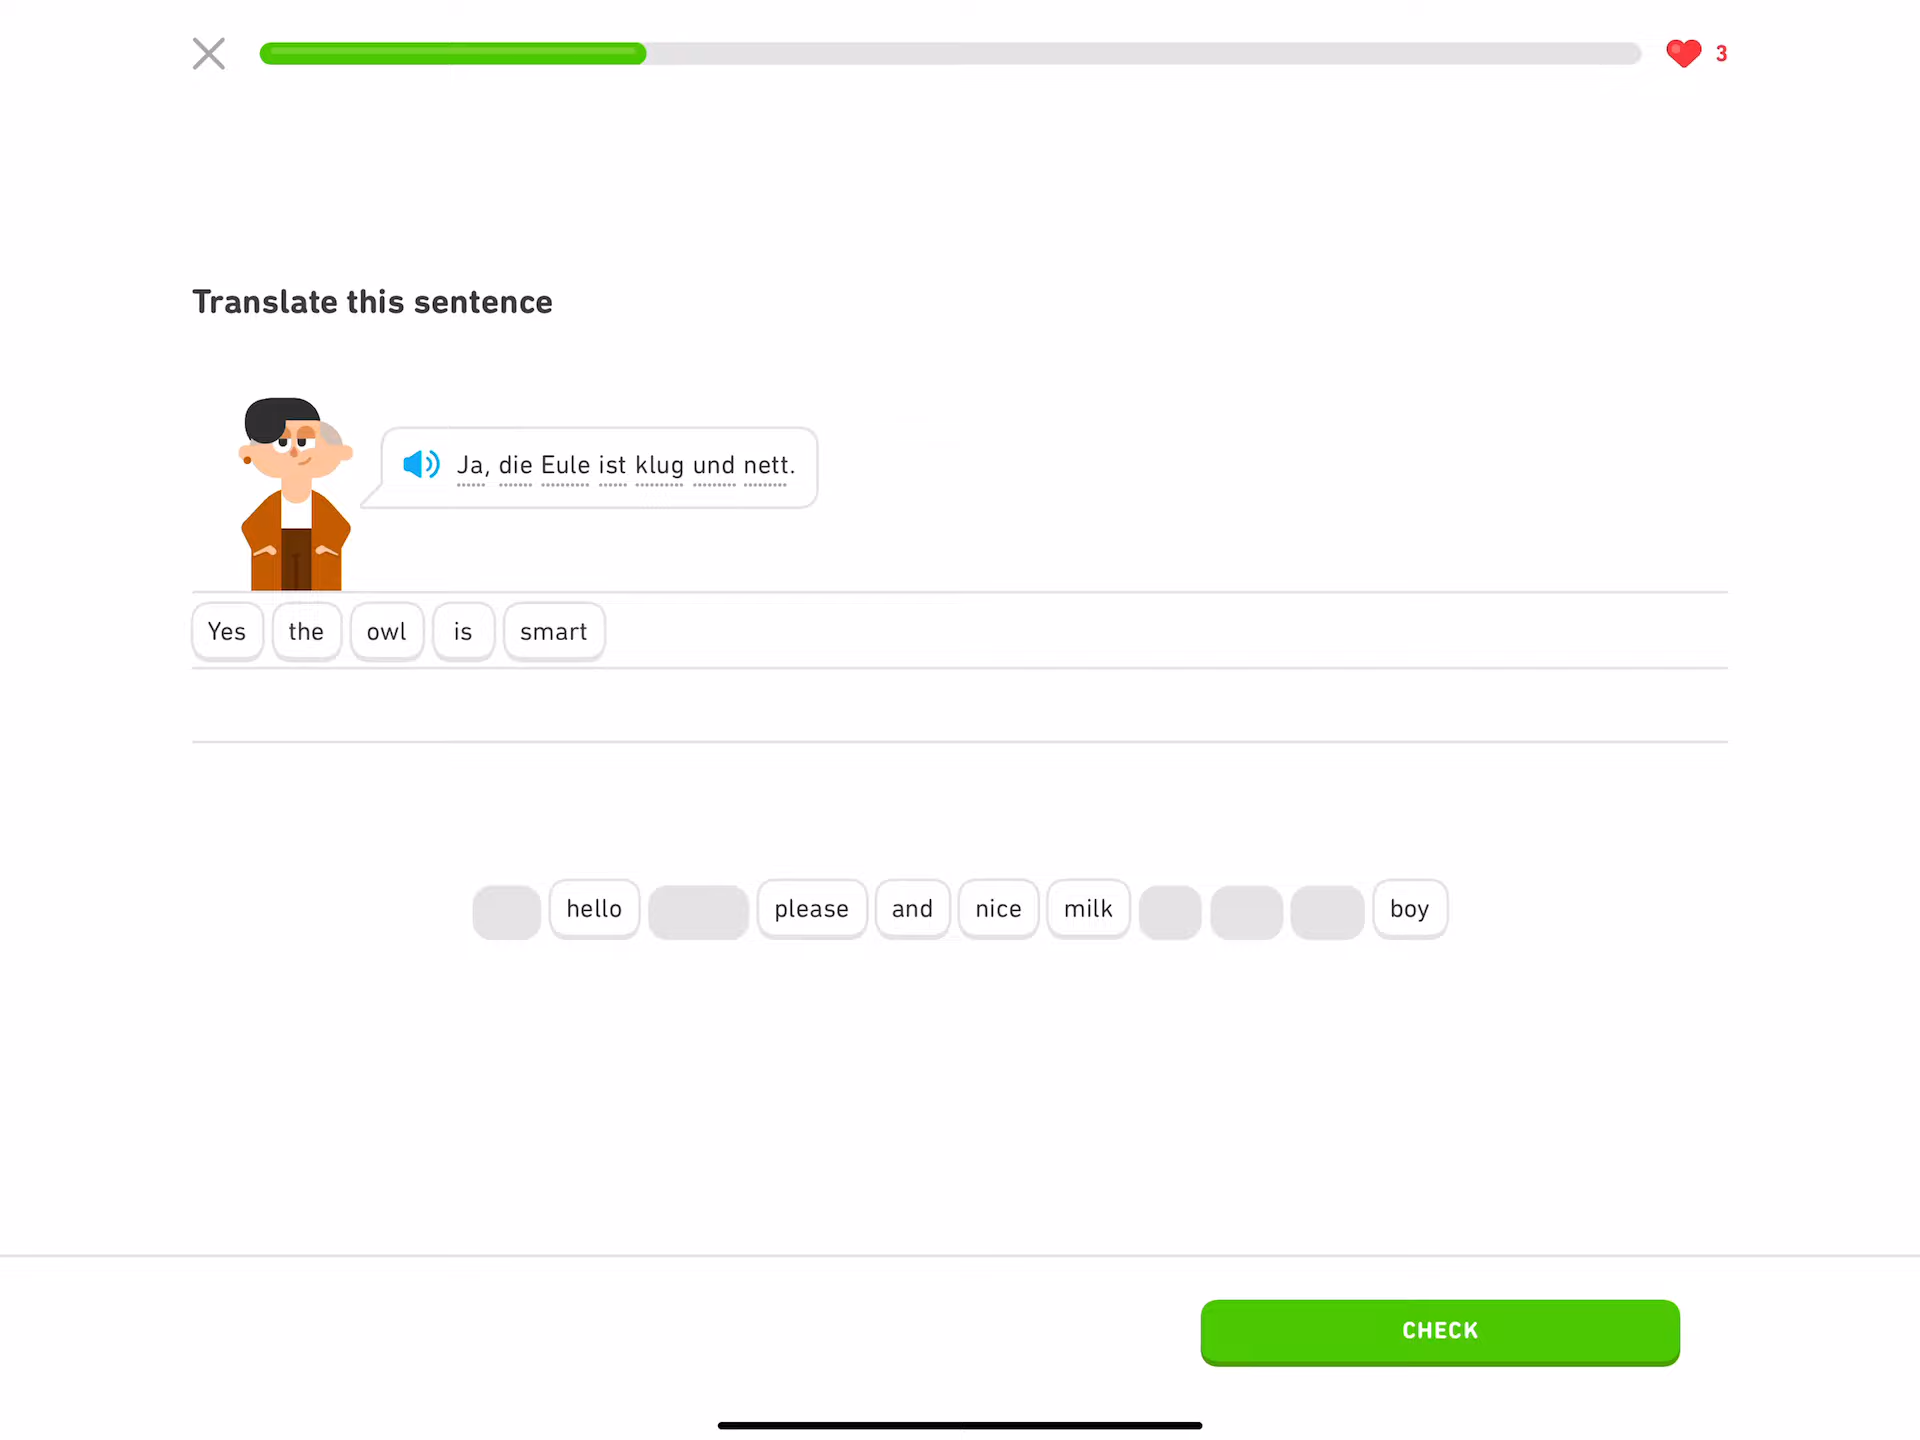 3
Translate this sentence
Ja, die Eule ist klug und nett.
Yes the owl is smart
hello please and nice milk boy
CHECK